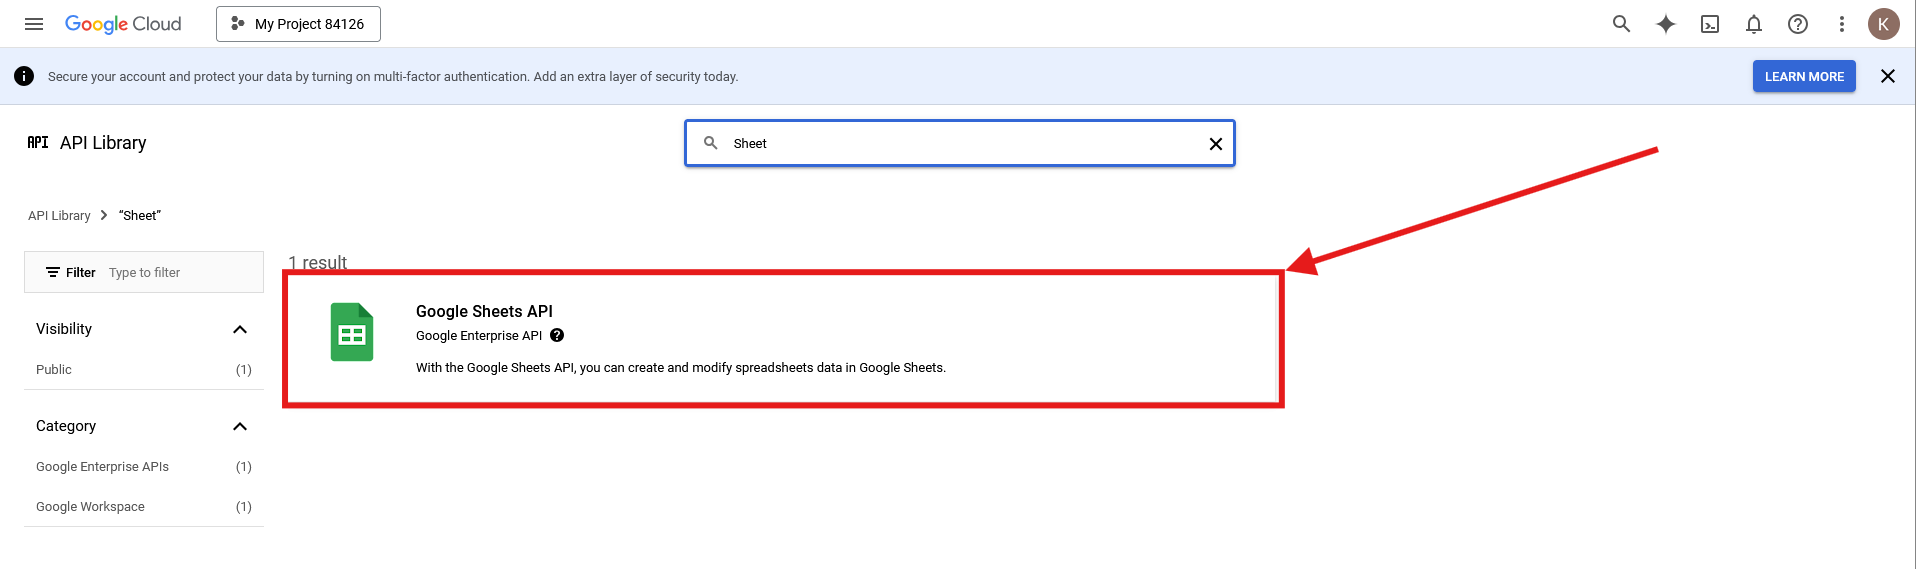 Google Cloud
My Project 84126
K
Secure your account and protect your data by turning on multi-factor authentication. Add an extra layer of security today.
LEARN MORE
API API Library
Sheet
API Library > “Sheet”
Filter Type to filter
1 result
Google Sheets API
Google Enterprise API
With the Google Sheets API, you can create and modify spreadsheets data in Google Sheets.
Visibility
Public (1)
Category
Google Enterprise APIs (1)
Google Workspace (1)